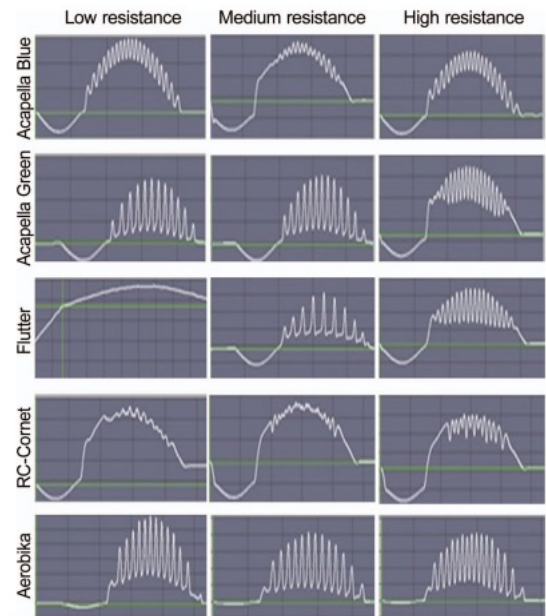 Low resistance
Medium resistance
High resistance
Acapella Blue
Acapella Green
Flutter
RC-Cornet
Aerobika